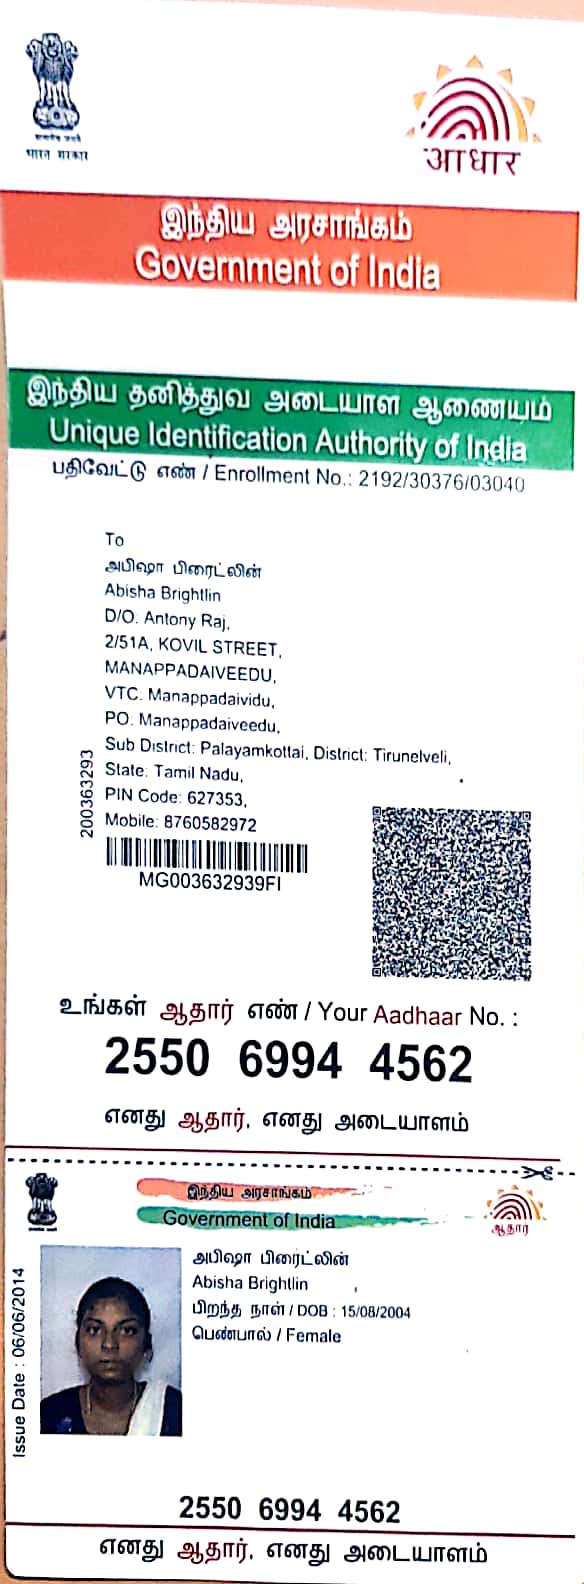 भारत सरकार
आधार
இந்திய அரசாங்கம்
Government of India
இந்திய தனித்துவ அடையாள ஆணையம்
Unique Identification Authority of India
பதிவேட்டு எண் / Enrollment No.: 2192/30376/03040
To
அபிஷா பிரைட்லின்
Abisha Brightlin
D/O. Antony Raj,
2/51A, KOVIL STREET,
MANAPPADAIVEEDU,
VTC: Manappadaividu,
PO: Manappadaiveedu,
Sub District: Palayamkottai, District: Tirunelveli,
State: Tamil Nadu,
PIN Code: 627353,
Mobile: 8760582972
200363293
MG003632939FI
உங்கள் ஆதார் எண் / Your Aadhaar No. :
2550 6994 4562
எனது ஆதார், எனது அடையாளம்
இந்திய அரசாங்கம்
Government of India
ஆதார்
அபிஷா பிரைட்லின்
Abisha Brightlin
பிறந்த நாள் / DOB : 15/08/2004
பெண்பால் / Female
Issue Date : 06/06/2014
2550 6994 4562
எனது ஆதார், எனது அடையாளம்